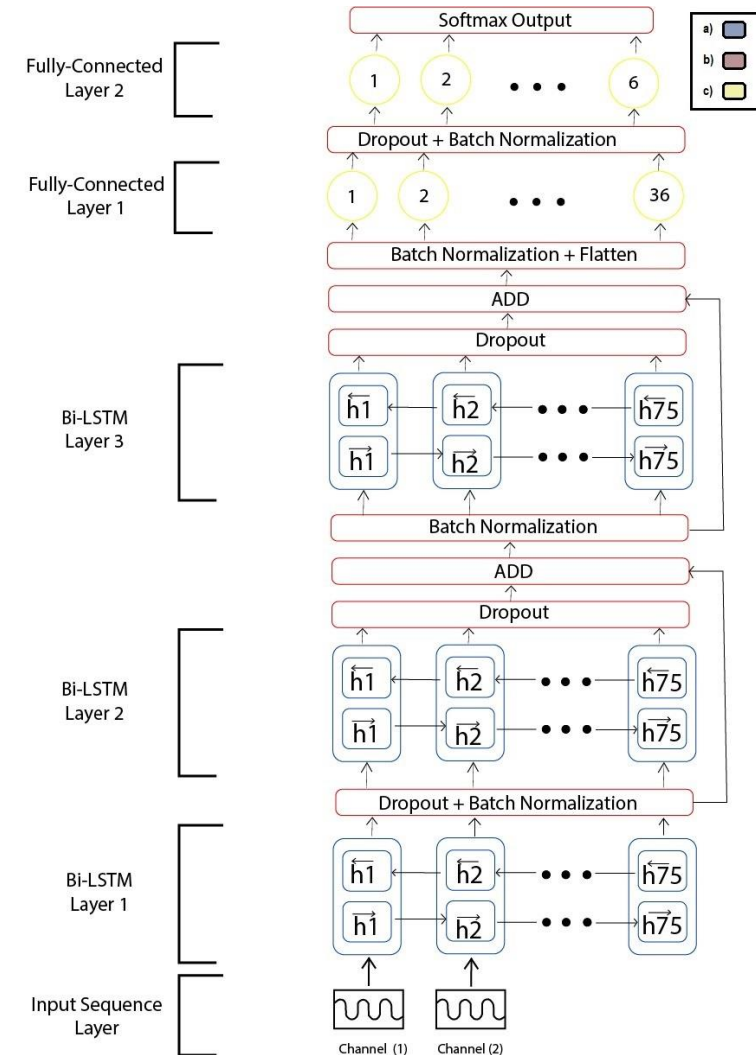 Softmax Output
a)
b)
c)
Fully-Connected
Layer 2
1 2 6
Dropout + Batch Normalization
Fully-Connected
Layer 1
1 2 36
Batch Normalization + Flatten
ADD
Dropout
Bi-LSTM
Layer 3
h1 h2 h75
h1 h2 h75
Batch Normalization
ADD
Dropout
Bi-LSTM
Layer 2
h1 h2 h75
h1 h2 h75
Dropout + Batch Normalization
Bi-LSTM
Layer 1
h1 h2 h75
h1 h2 h75
Input Sequence
Layer
Channel (1) Channel (2)